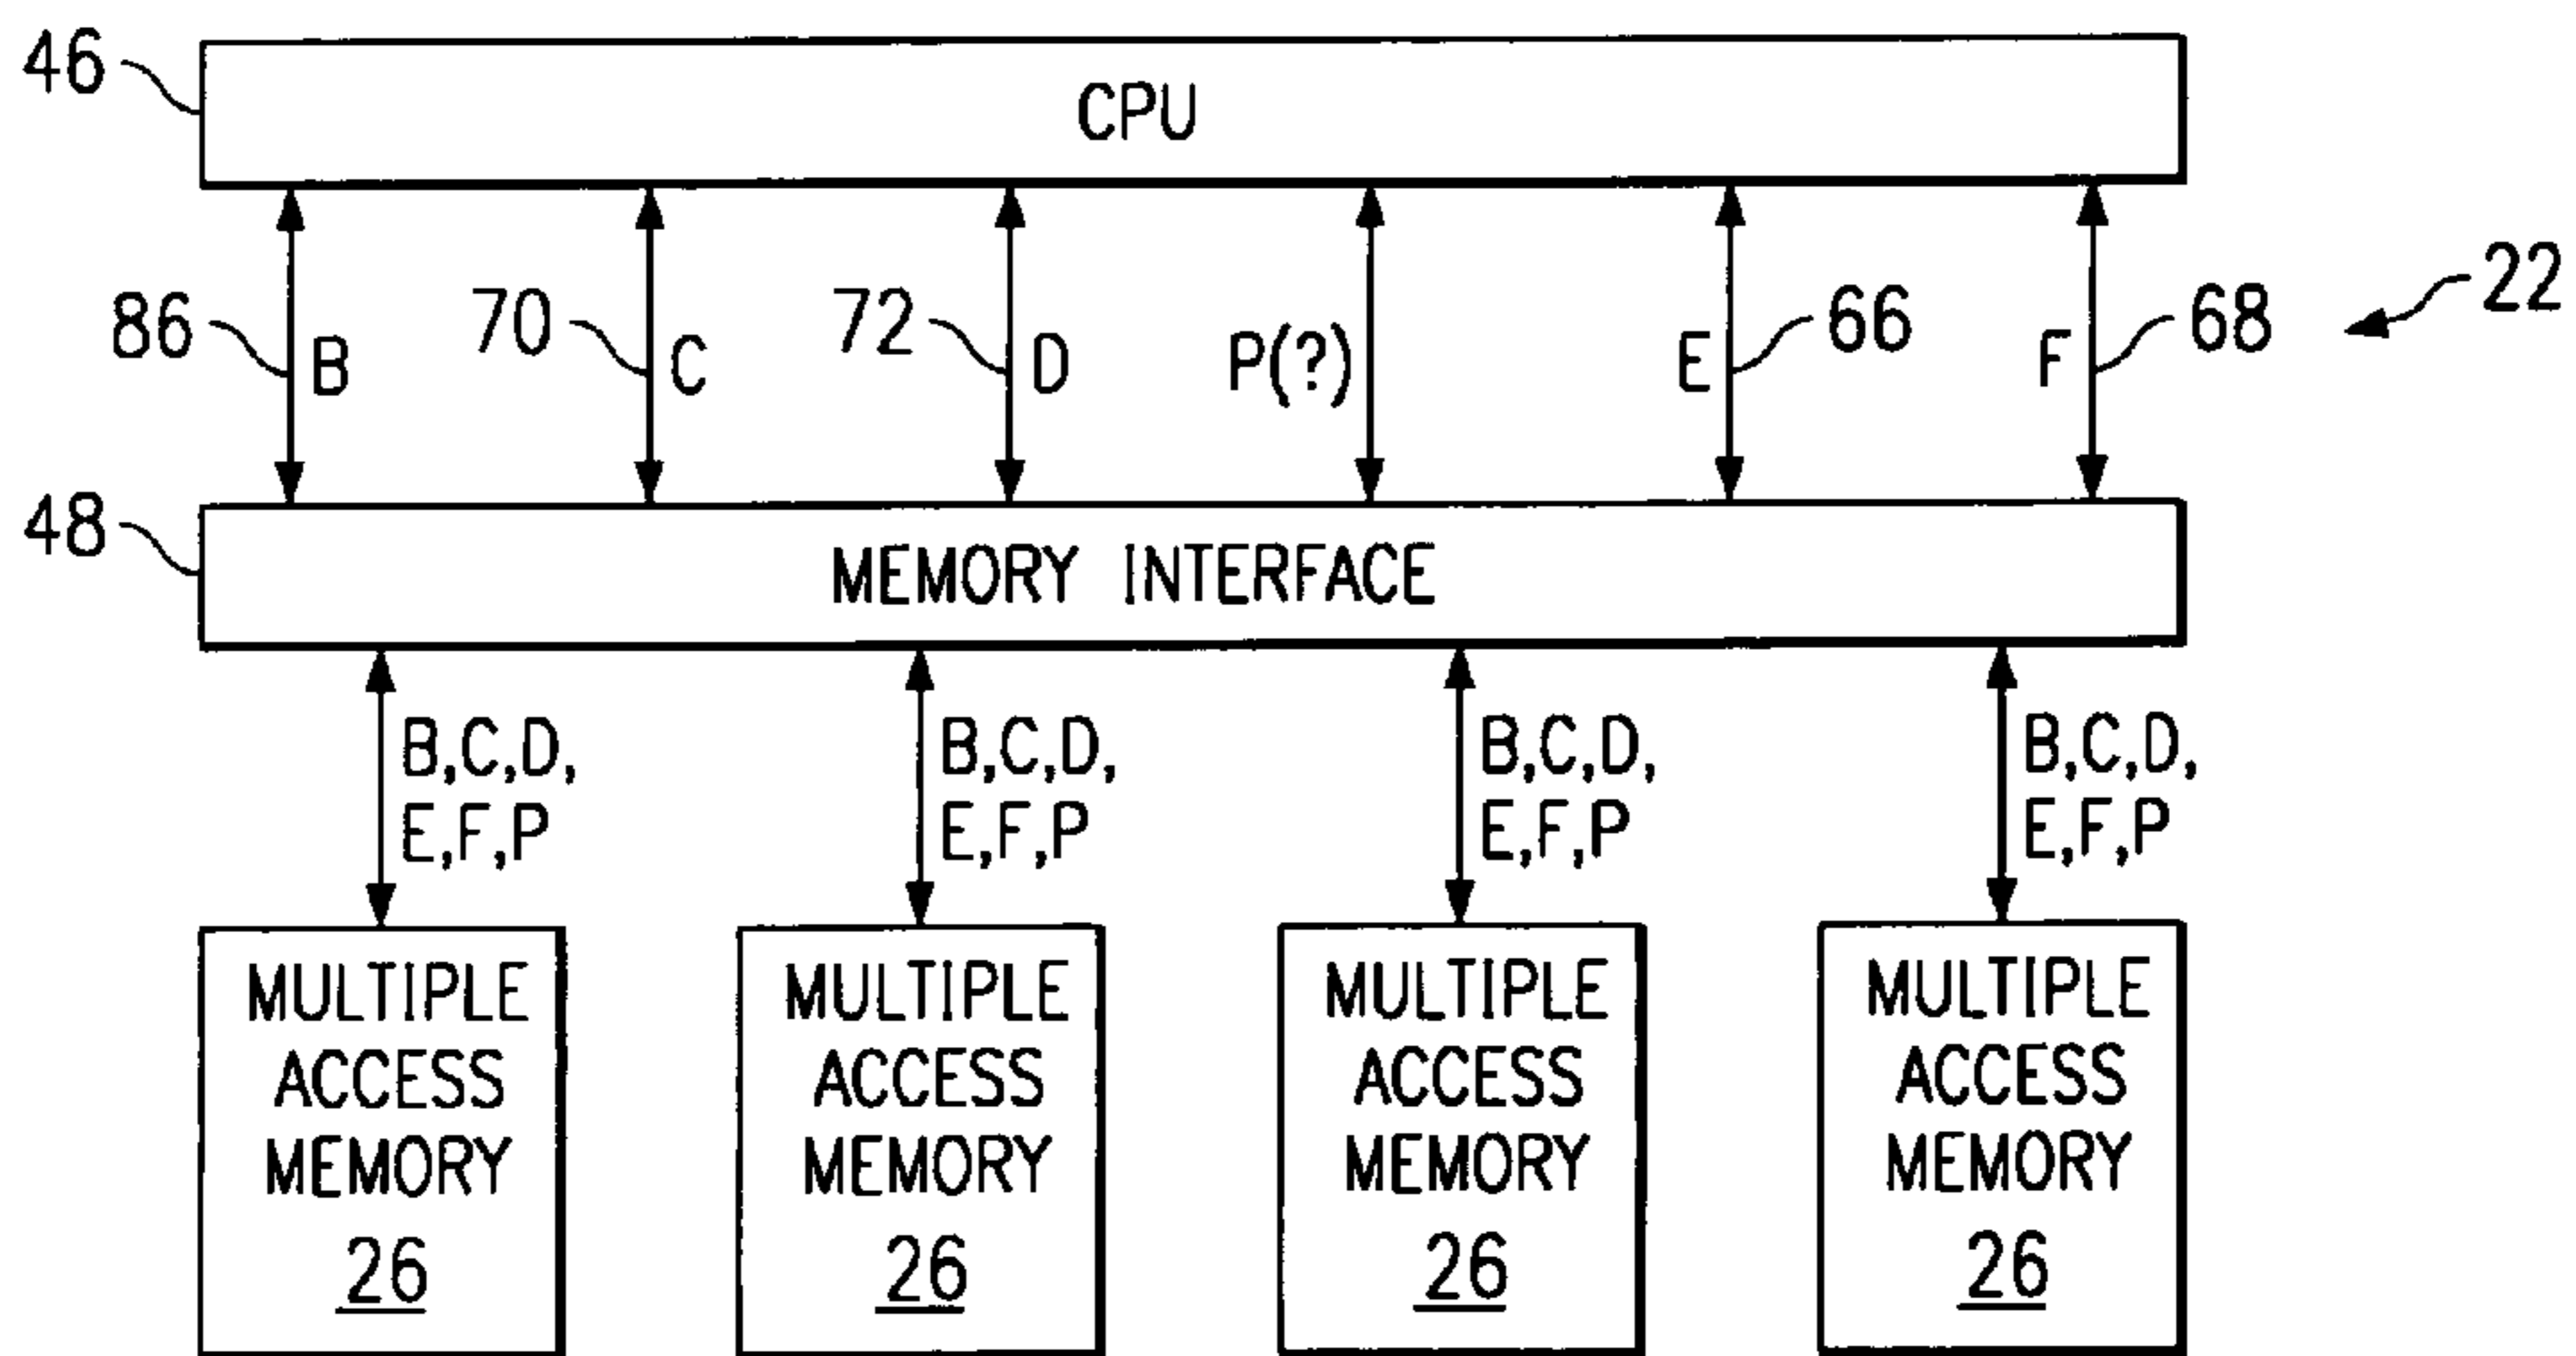 46
CPU
86
B
70
C
72
D
P(?)
E
66
F
68
22
48
MEMORY INTERFACE
B,C,D,
E,F,P
B,C,D,
E,F,P
B,C,D,
E,F,P
B,C,D,
E,F,P
MULTIPLE
ACCESS
MEMORY
26
MULTIPLE
ACCESS
MEMORY
26
MULTIPLE
ACCESS
MEMORY
26
MULTIPLE
ACCESS
MEMORY
26